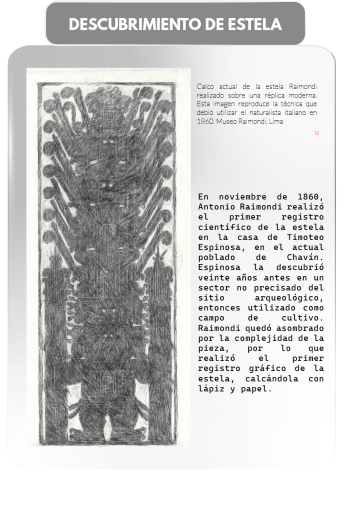 DESCUBRIMIENTO DE ESTELA
Calco actual de la estela Raimondi
realizado sobre una réplica moderna.
Esta imagen reproduce la técnica que
debió utilizar el naturalista italiano en
1860. Museo Raimondi, Lima
En noviembre de 1860,
Antonio Raimondi realizó
el primer registro
científico de la estela
en la casa de Timoteo
Espinosa, en el actual
poblado de Chavín.
Espinosa la descubrió
veinte años antes en un
sector no precisado del
sitio arqueológico,
entonces utilizado como
campo de cultivo.
Raimondi quedó asombrado
por la complejidad de la
pieza, por lo que
realizó el primer
registro gráfico de la
estela, calcándola con
lápiz y papel.